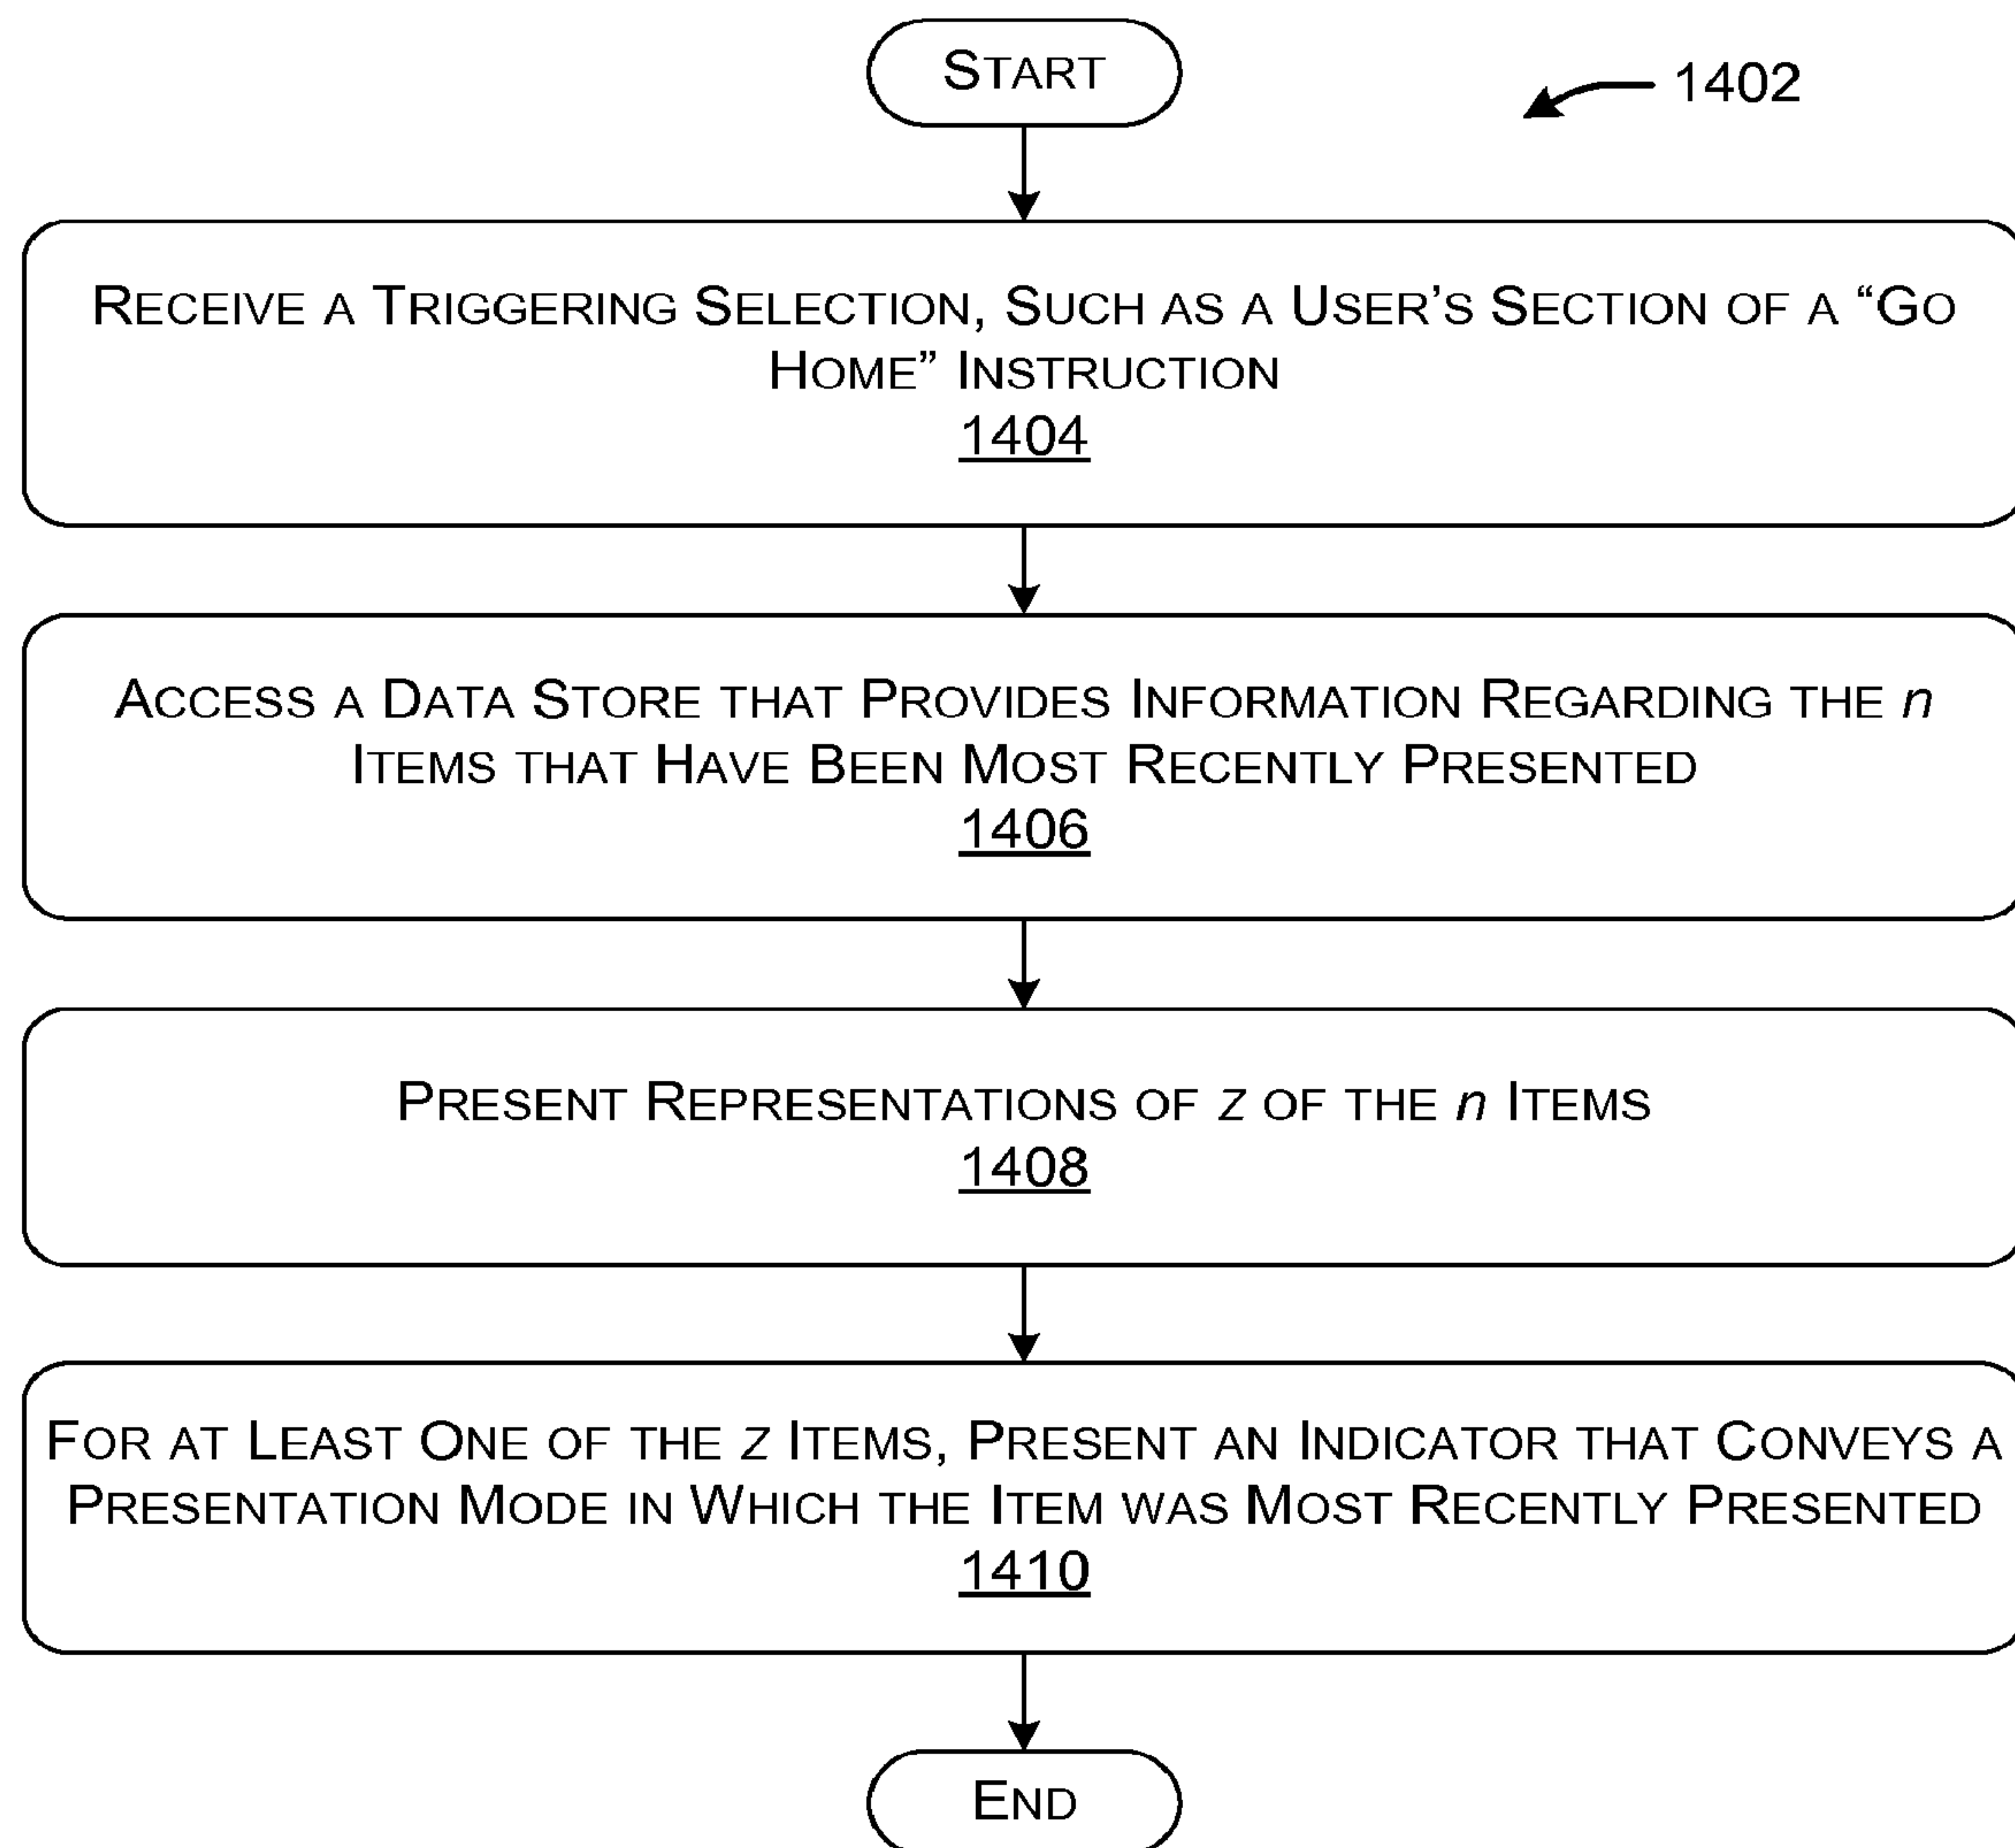 START
1402
RECEIVE A TRIGGERING SELECTION, SUCH AS A USER'S SECTION OF A “GO
HOME” INSTRUCTION
1404
ACCESS A DATA STORE THAT PROVIDES INFORMATION REGARDING THE n
ITEMS THAT HAVE BEEN MOST RECENTLY PRESENTED
1406
PRESENT REPRESENTATIONS OF z OF THE n ITEMS
1408
FOR AT LEAST ONE OF THE z ITEMS, PRESENT AN INDICATOR THAT CONVEYS A
PRESENTATION MODE IN WHICH THE ITEM WAS MOST RECENTLY PRESENTED
1410
END